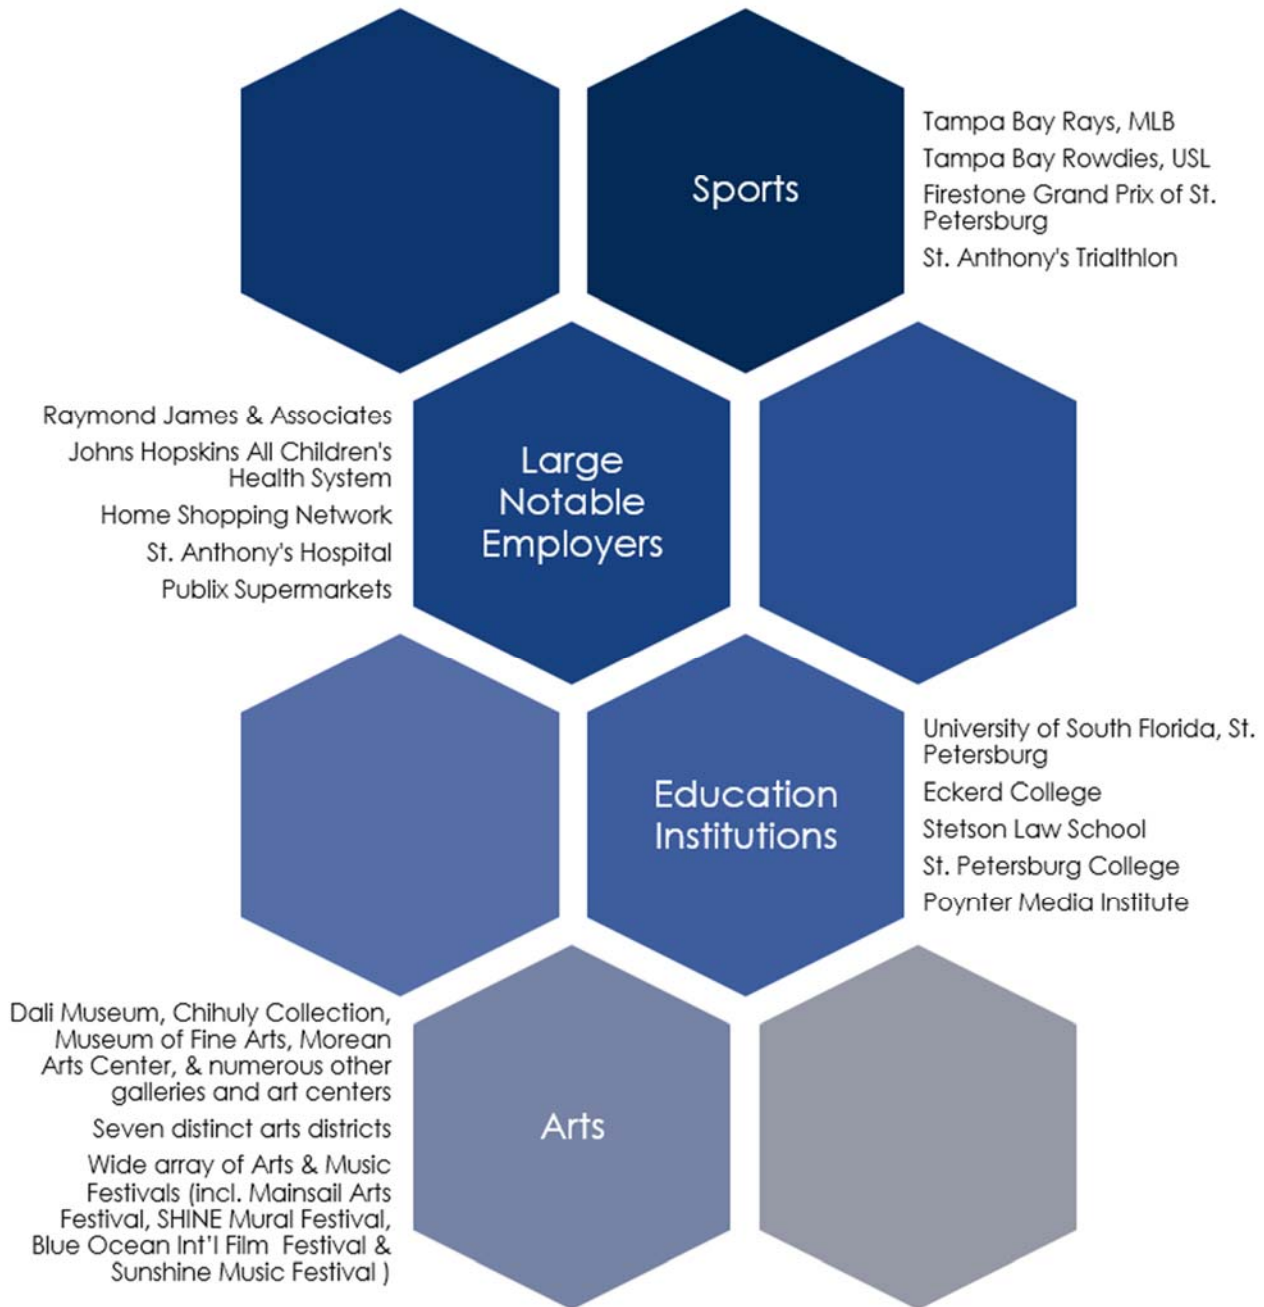 Sports
Tampa Bay Rays, MLB
Tampa Bay Rowdies, USL
Firestone Grand Prix of St.
Petersburg
St. Anthony's Trialthlon
Raymond James & Associates
Johns Hopskins All Children's
Health System
Home Shopping Network
St. Anthony's Hospital
Publix Supermarkets
Large
Notable
Employers
Education
Institutions
University of South Florida, St.
Petersburg
Eckerd College
Stetson Law School
St. Petersburg College
Poynter Media Institute
Dali Museum, Chihuly Collection,
Museum of Fine Arts, Morean
Arts Center, & numerous other
galleries and art centers
Seven distinct arts districts
Wide array of Arts & Music
Festivals (incl. Mainsail Arts
Festival, SHINE Mural Festival,
Blue Ocean Int'l Film  Festival &
Sunshine Music Festival )
Arts